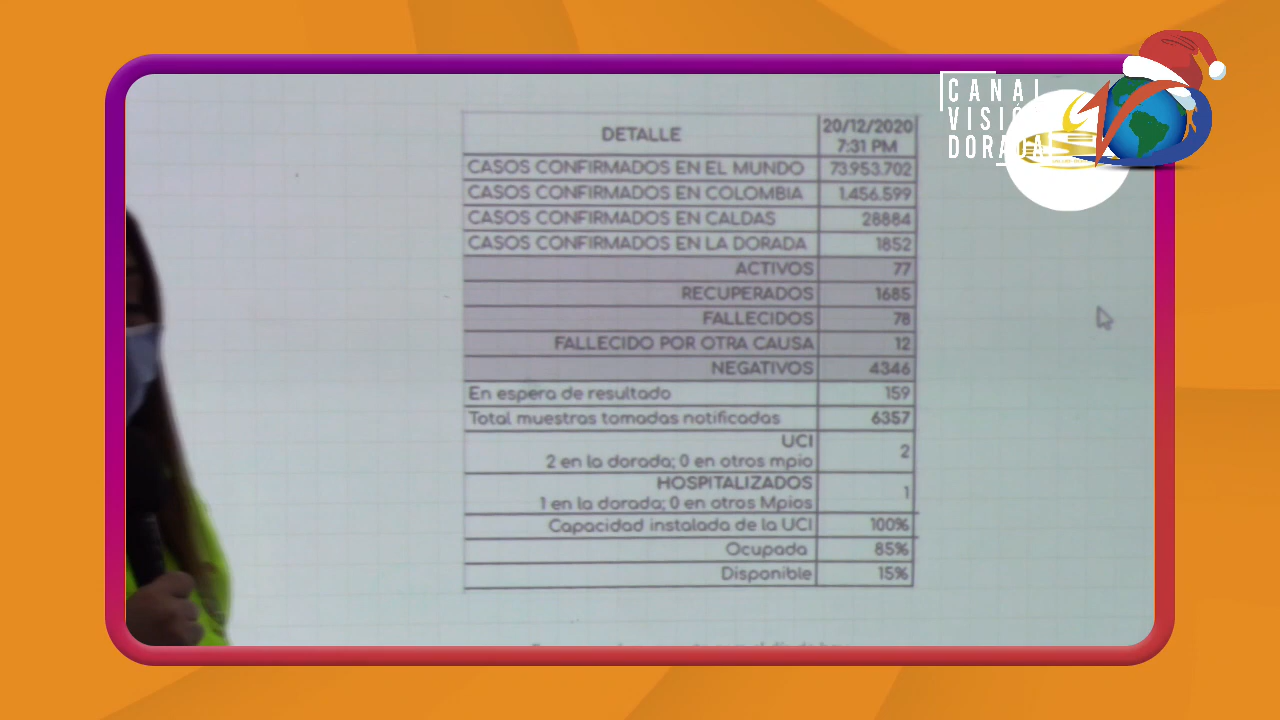 CANAL
VISIÓN
DORADA
DETALLE
20/12/2020
7:31 PM
CASOS CONFIRMADOS EN EL MUNDO 73.953.702
CASOS CONFIRMADOS EN COLOMBIA 1.456.599
CASOS CONFIRMADOS EN CALDAS 28884
CASOS CONFIRMADOS EN LA DORADA 1852
ACTIVOS 77
RECUPERADOS 1685
FALLECIDOS 78
FALLECIDO POR OTRA CAUSA 12
NEGATIVOS 4346
En espera de resultado 159
Total muestras tomadas notificadas 6357
UCI
2 en la dorada; 0 en otros mpio 2
HOSPITALIZADOS
1 en la dorada; 0 en otros Mpios 1
Capacidad instalada de la UCI 100%
Ocupada 85%
Disponible 15%